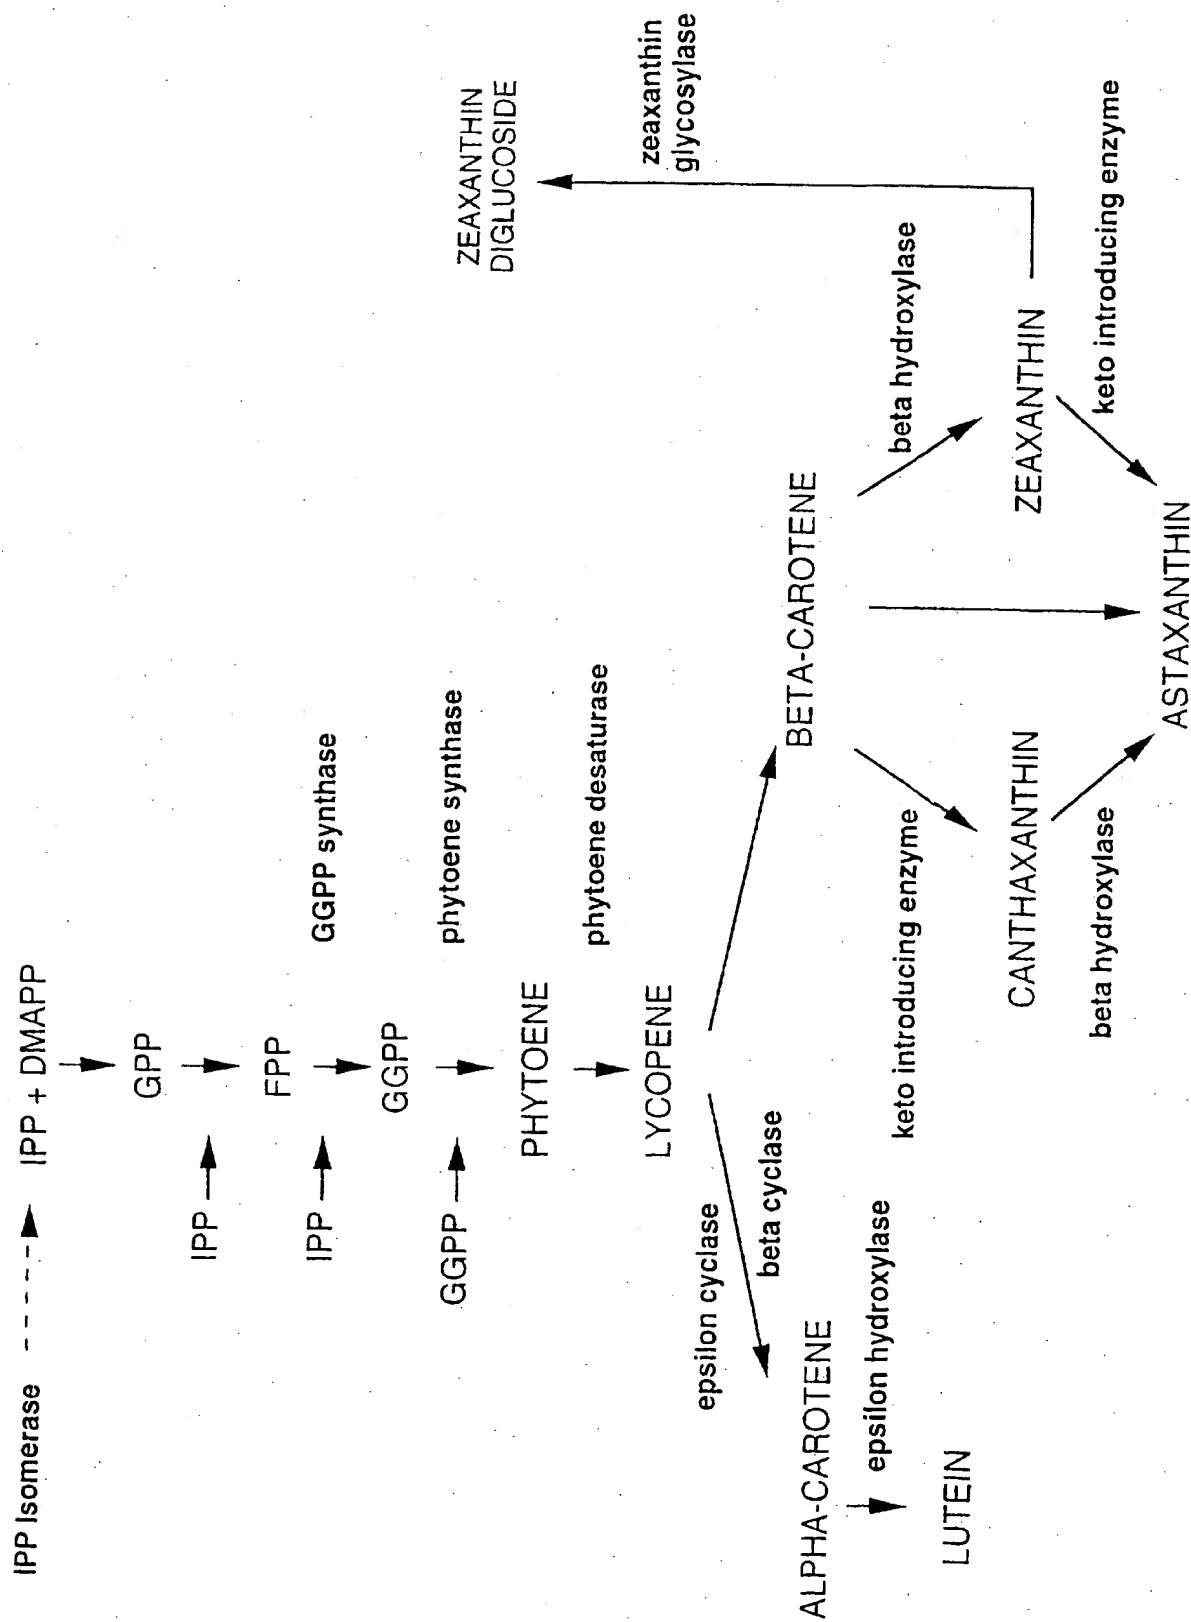 IPP Isomerase
IPP + DMAPP
GPP
IPP
FPP
IPP
GGPP synthase
GGPP
GGPP
phytoene synthase
PHYTOENE
phytoene desaturase
LYCOPENE
ZEAXANTHIN
DIGLUCOSIDE
zeaxanthin
glycosylase
epsilon cyclase
beta cyclase
ALPHA-CAROTENE
BETA-CAROTENE
epsilon hydroxylase
keto introducing enzyme
beta hydroxylase
LUTEIN
CANTHAXANTHIN
ZEAXANTHIN
beta hydroxylase
keto introducing enzyme
ASTAXANTHIN